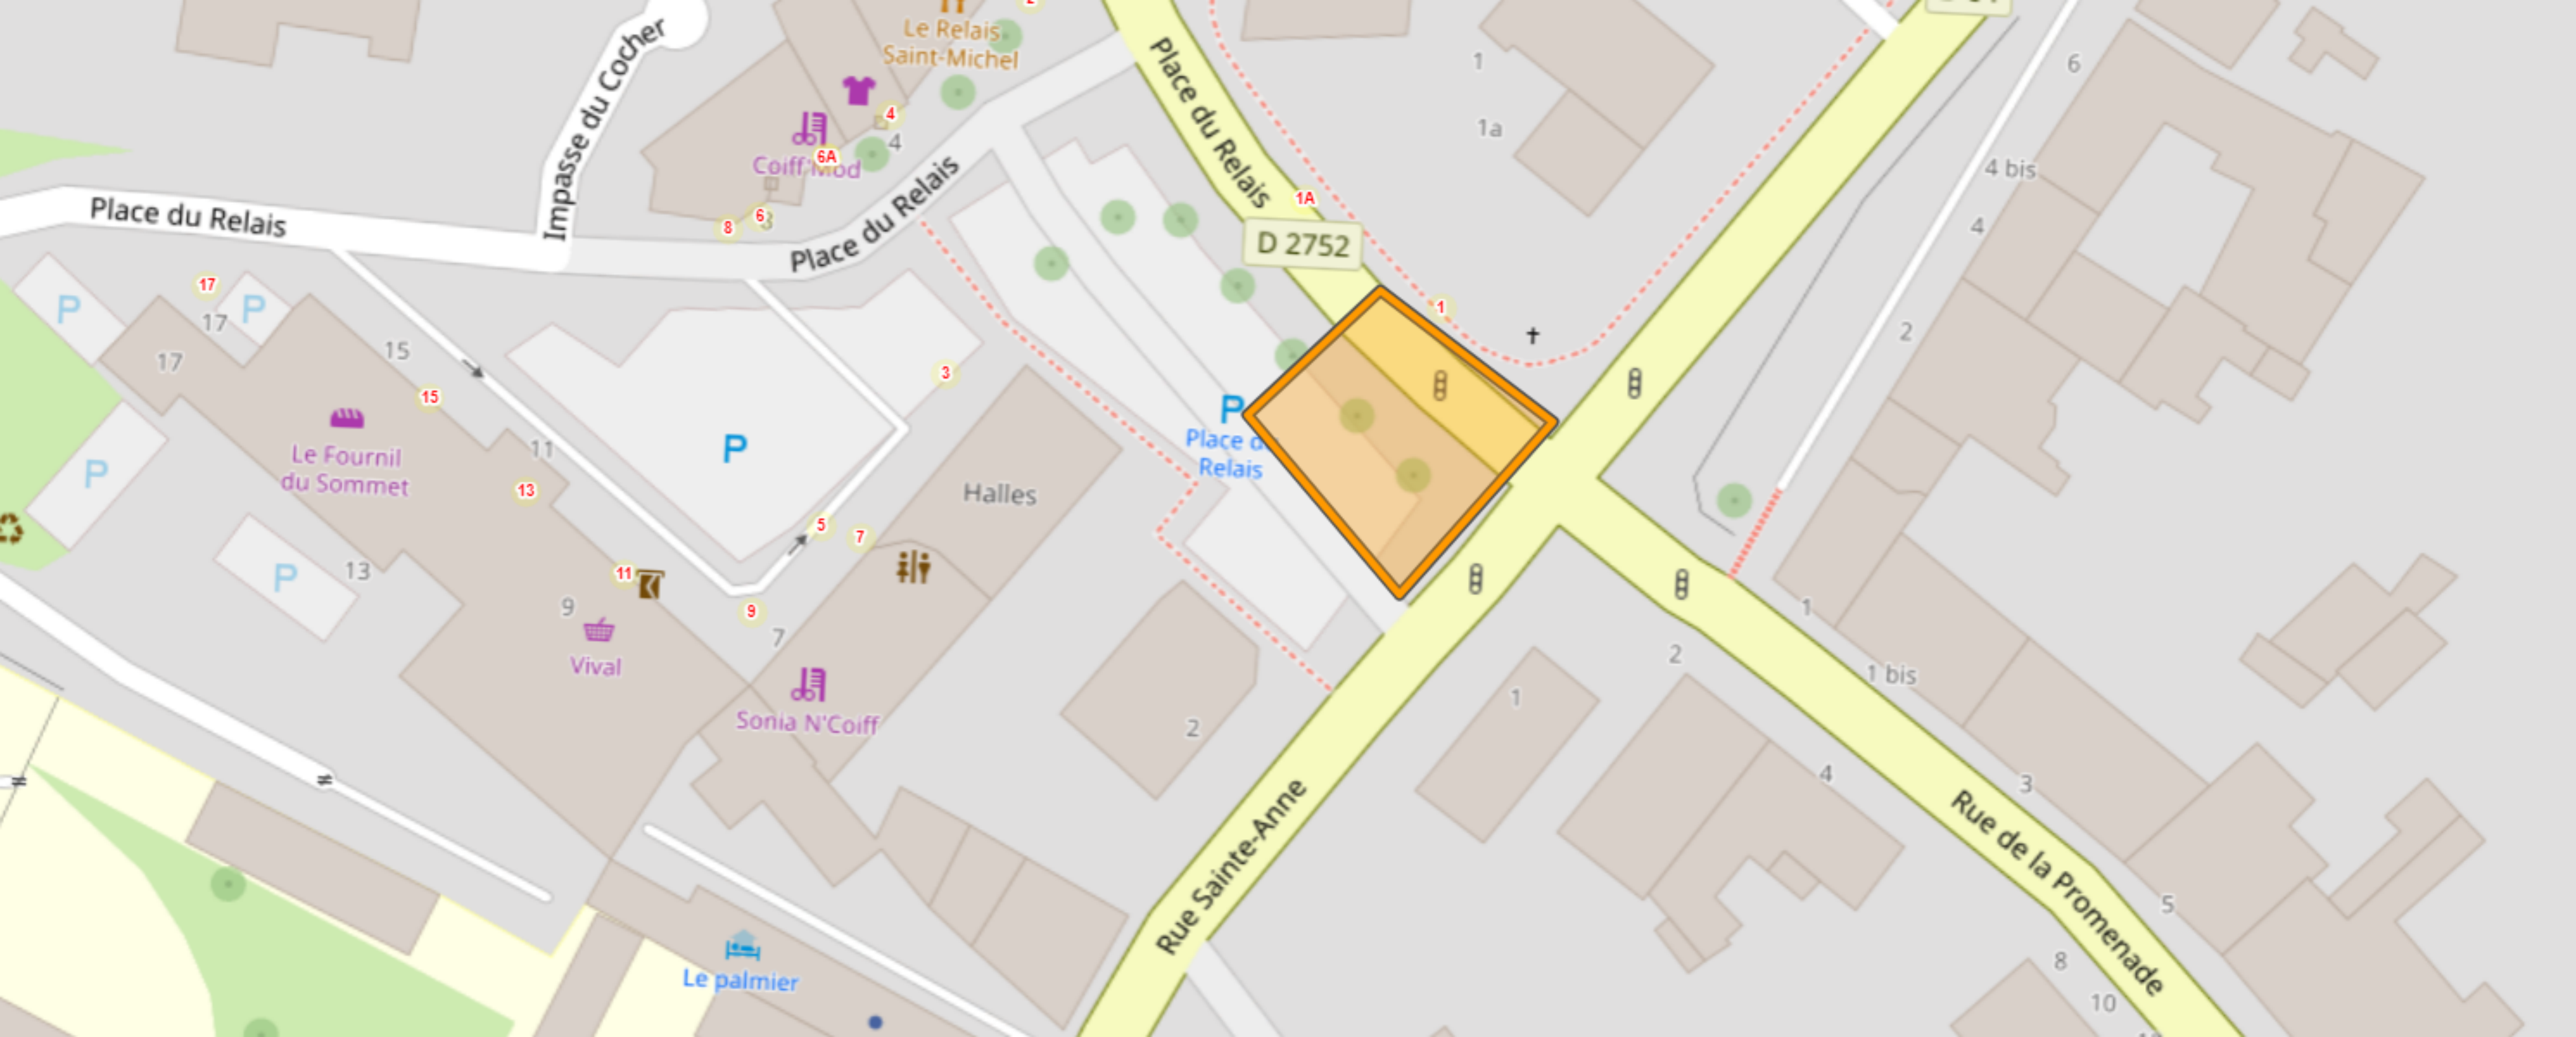 2
Le Relais
Saint-Michel
Place du Relais
Impasse du Cocher
1
6
4
6A
4
Coiff'Mod
1a
4 bis
Place du Relais
Place du Relais
8
6
1A
D 2752
4
17
P
P
17
15
17
1
2
3
15
P
Place d
Relais
Le Fournil
du Sommet
11
P
P
13
Halles
5
7
P
13
11
9
9
7
Vival
Sonia N'Coiff
2
1
2
1
1 bis
4
3
Rue Sainte-Anne
Rue de la Promenade
5
Le palmier
8
10